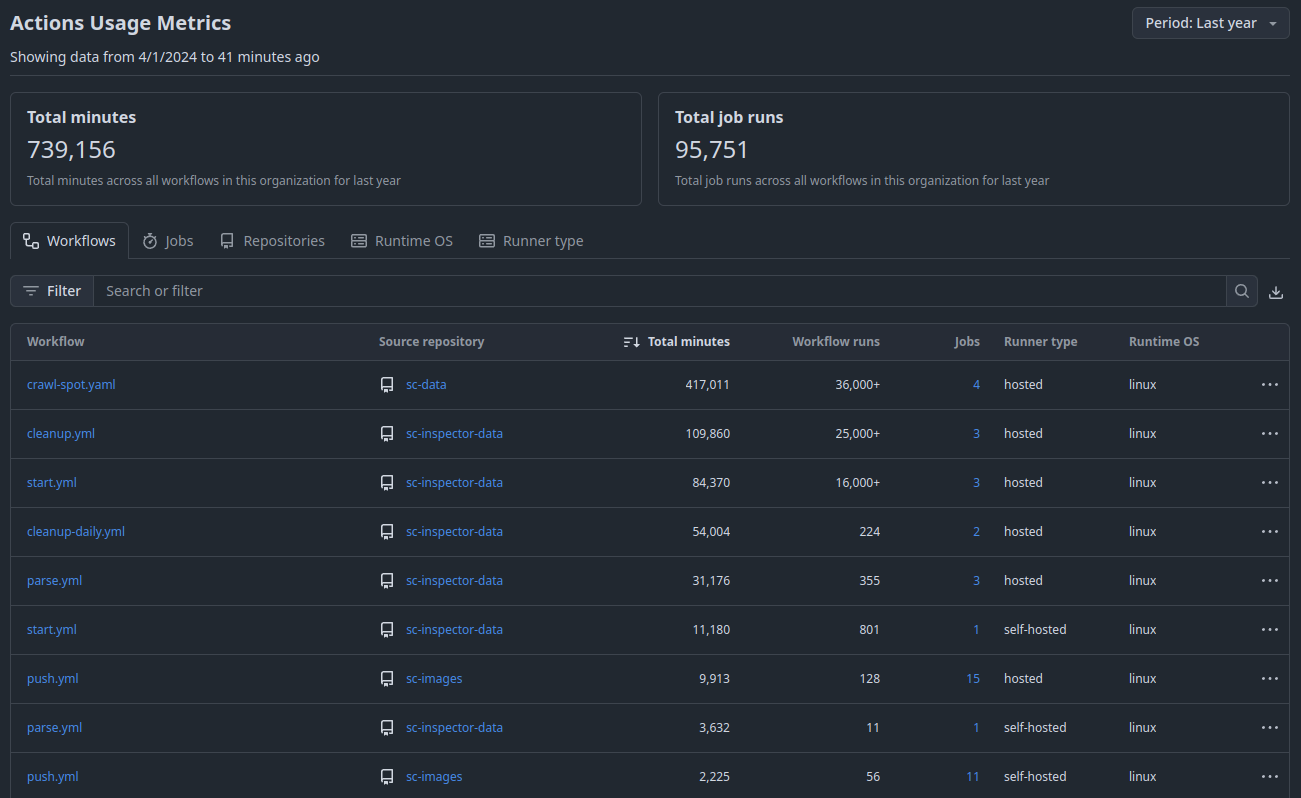 Actions Usage Metrics
Period: Last year
Showing data from 4/1/2024 to 41 minutes ago
Total minutes
739,156
Total minutes across all workflows in this organization for last year
Total job runs
95,751
Total job runs across all workflows in this organization for last year
Workflows Jobs Repositories Runtime OS Runner type
Filter Search or filter
Workflow Source repository Total minutes Workflow runs Jobs Runner type Runtime OS
crawl-spot.yaml sc-data 417,011 36,000+ 4 hosted linux
cleanup.yml sc-inspector-data 109,860 25,000+ 3 hosted linux
start.yml sc-inspector-data 84,370 16,000+ 3 hosted linux
cleanup-daily.yml sc-inspector-data 54,004 224 2 hosted linux
parse.yml sc-inspector-data 31,176 355 3 hosted linux
start.yml sc-inspector-data 11,180 801 1 self-hosted linux
push.yml sc-images 9,913 128 15 hosted linux
parse.yml sc-inspector-data 3,632 11 1 self-hosted linux
push.yml sc-images 2,225 56 11 self-hosted linux